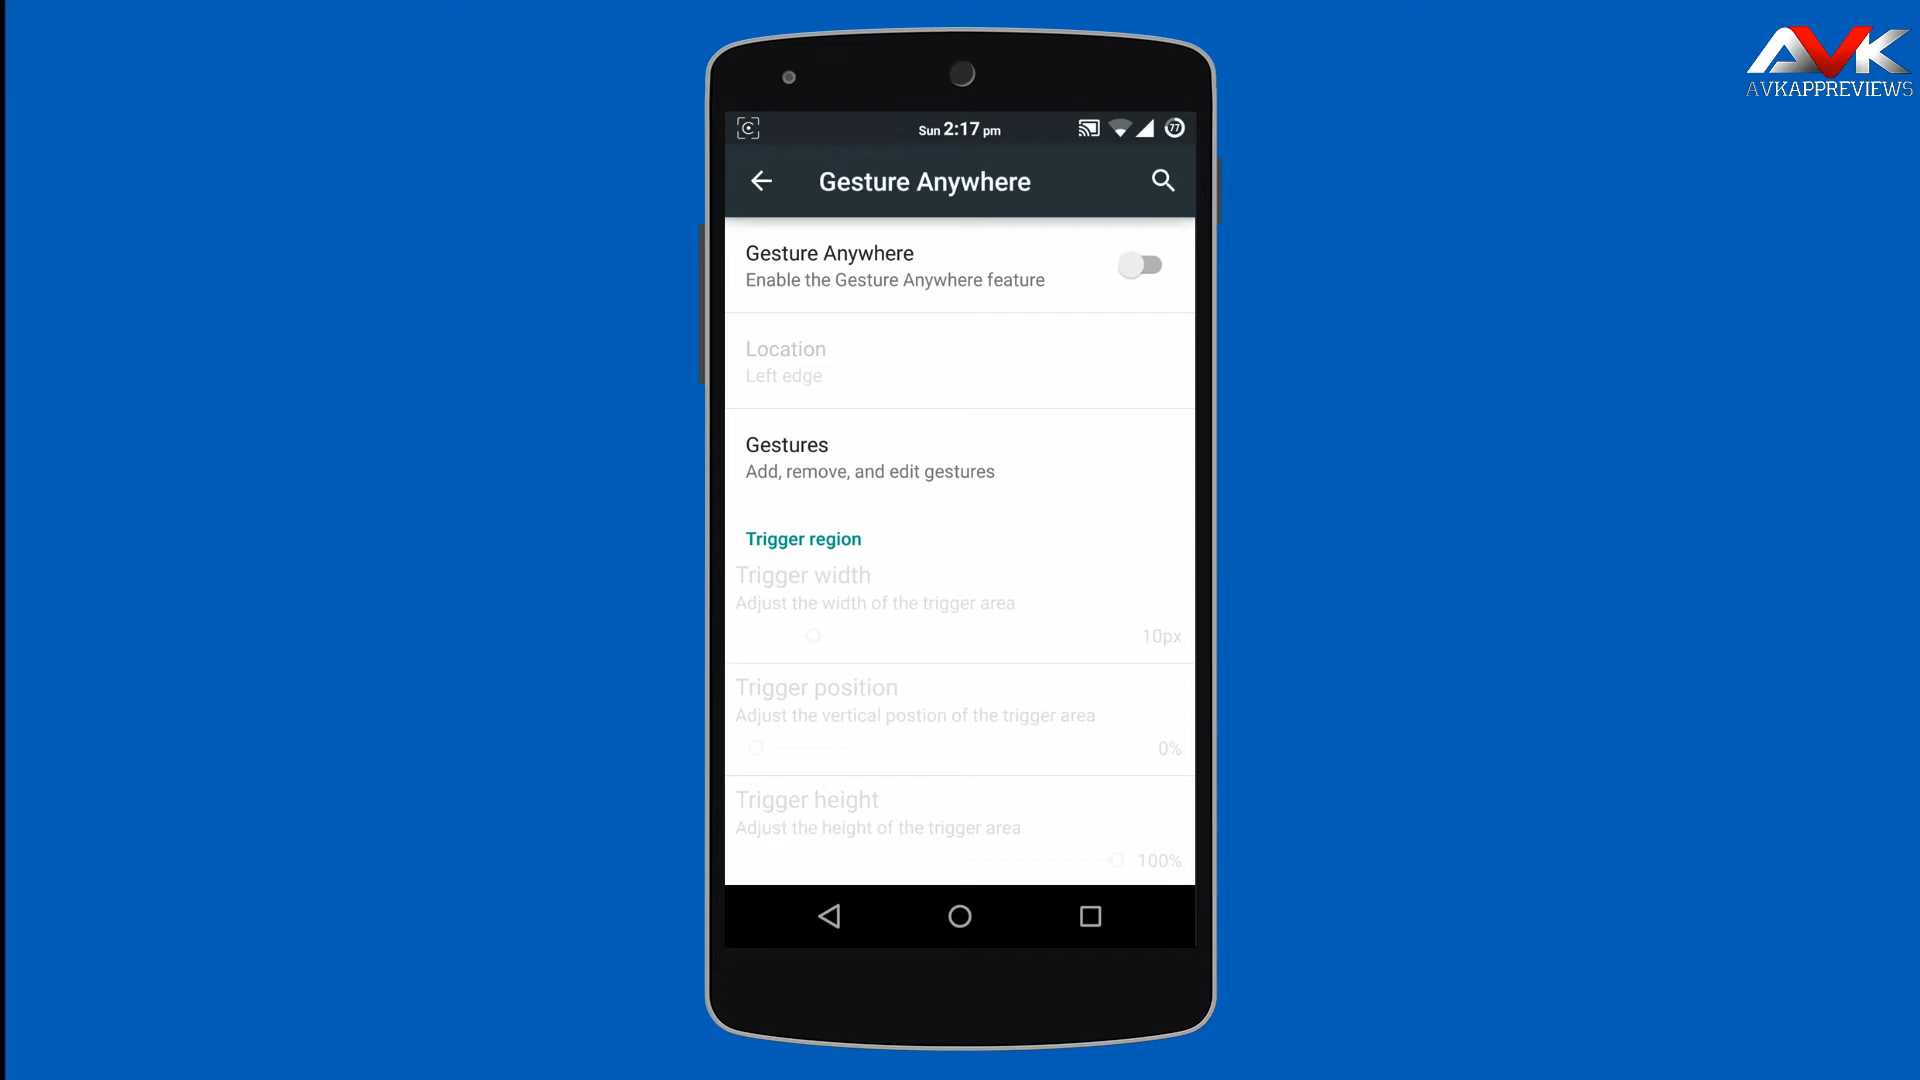 AVK
AVKAPPREVIEWS
Sun 2:17 pm
77
Gesture Anywhere
Gesture Anywhere
Enable the Gesture Anywhere feature
Location
Left edge
Gestures
Add, remove, and edit gestures
Trigger region
Trigger width
Adjust the width of the trigger area
10px
Trigger position
Adjust the vertical postion of the trigger area
0%
Trigger height
Adjust the height of the trigger area
100%